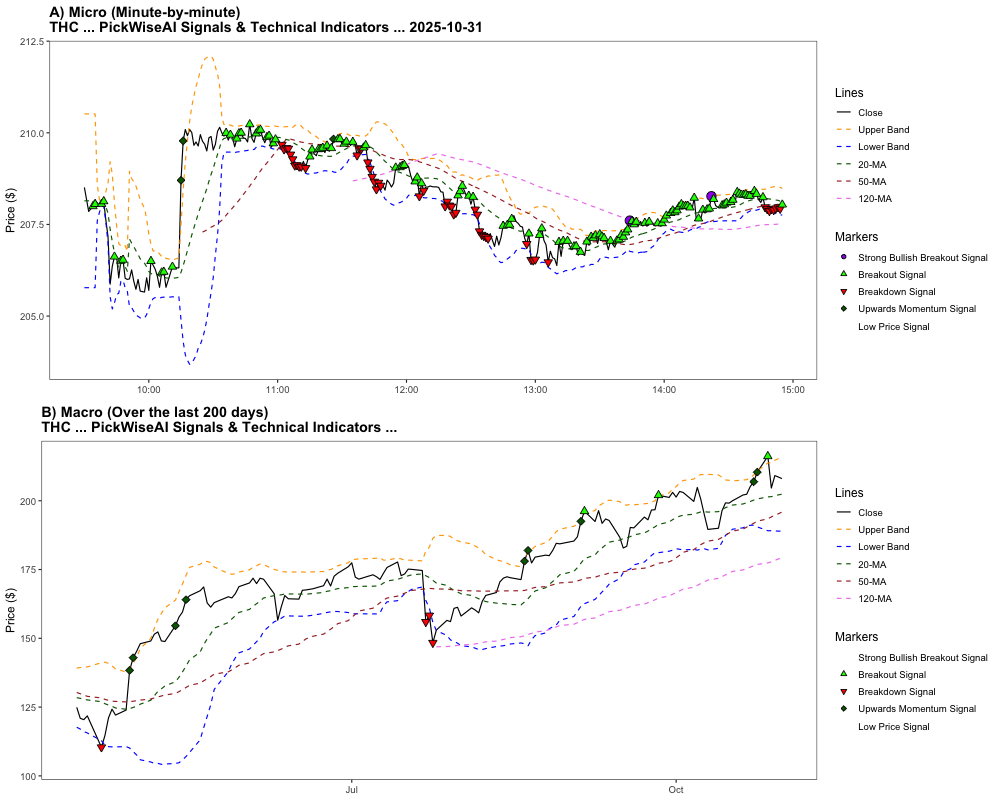 A) Micro (Minute-by-minute)
THC ... PickWiseAI Signals & Technical Indicators ... 2025-10-31
212.5
210.0
207.5
205.0
Price ($)
10:00
11:00
12:00
13:00
14:00
15:00
Lines
Close
Upper Band
Lower Band
20-MA
50-MA
120-MA
Markers
Strong Bullish Breakout Signal
Breakout Signal
Breakdown Signal
Upwards Momentum Signal
Low Price Signal
B) Macro (Over the last 200 days)
THC ... PickWiseAI Signals & Technical Indicators ...
200
175
150
125
100
Price ($)
Jul
Oct
Lines
Close
Upper Band
Lower Band
20-MA
50-MA
120-MA
Markers
Strong Bullish Breakout Signal
Breakout Signal
Breakdown Signal
Upwards Momentum Signal
Low Price Signal